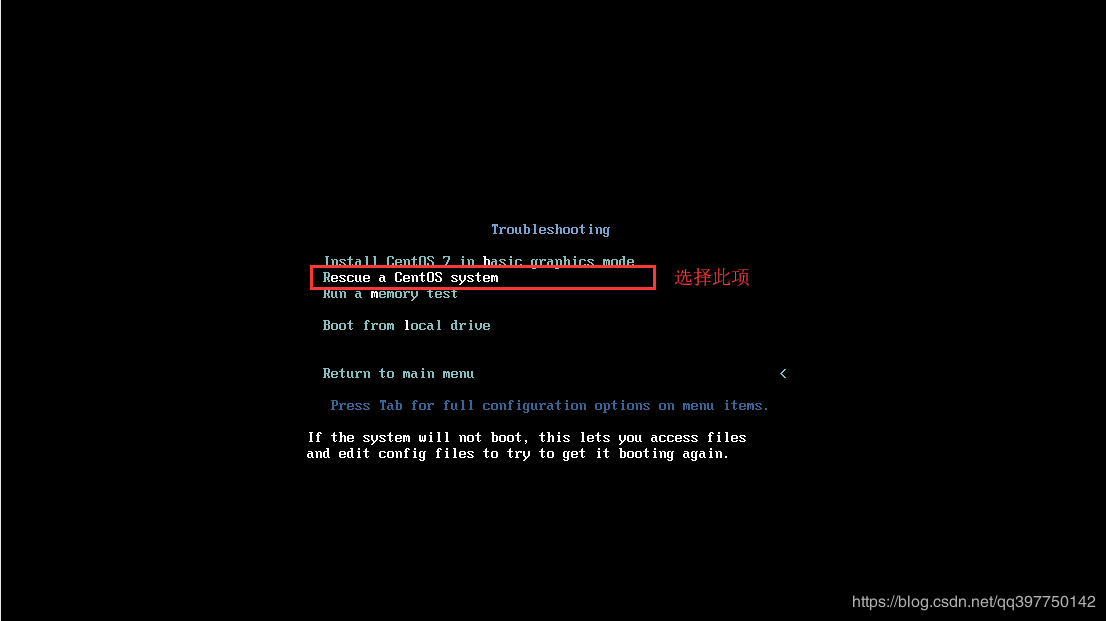 Troubleshooting
Install CentOS 7 in basic graphics mode
Rescue a CentOS system
选择此项
Run a memory test
Boot from local drive
Return to main menu <
Press Tab for full configuration options on menu items.
If the system will not boot, this lets you access files
and edit config files to try to get it booting again.
https://blog.csdn.net/qq397750142